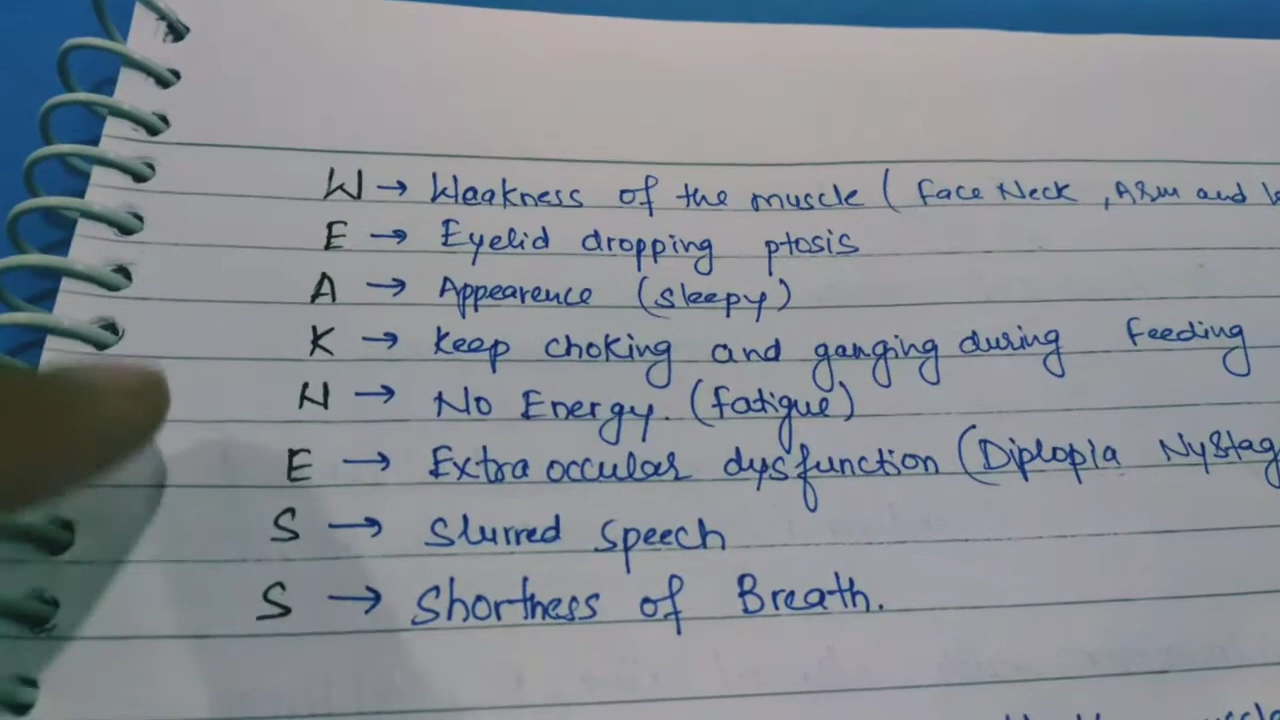 W → Weakness of the muscle ( Face Neck , Arm and
E → Eyelid dropping ptosis
A → Appearence (sleepy)
K → Keep choking and ganging during Feeding
N → No Energy. (fatigue)
E → Extra occular dysfunction (Diplopia Nystag
S → Slurred Speech
S → Shortness of Breath.